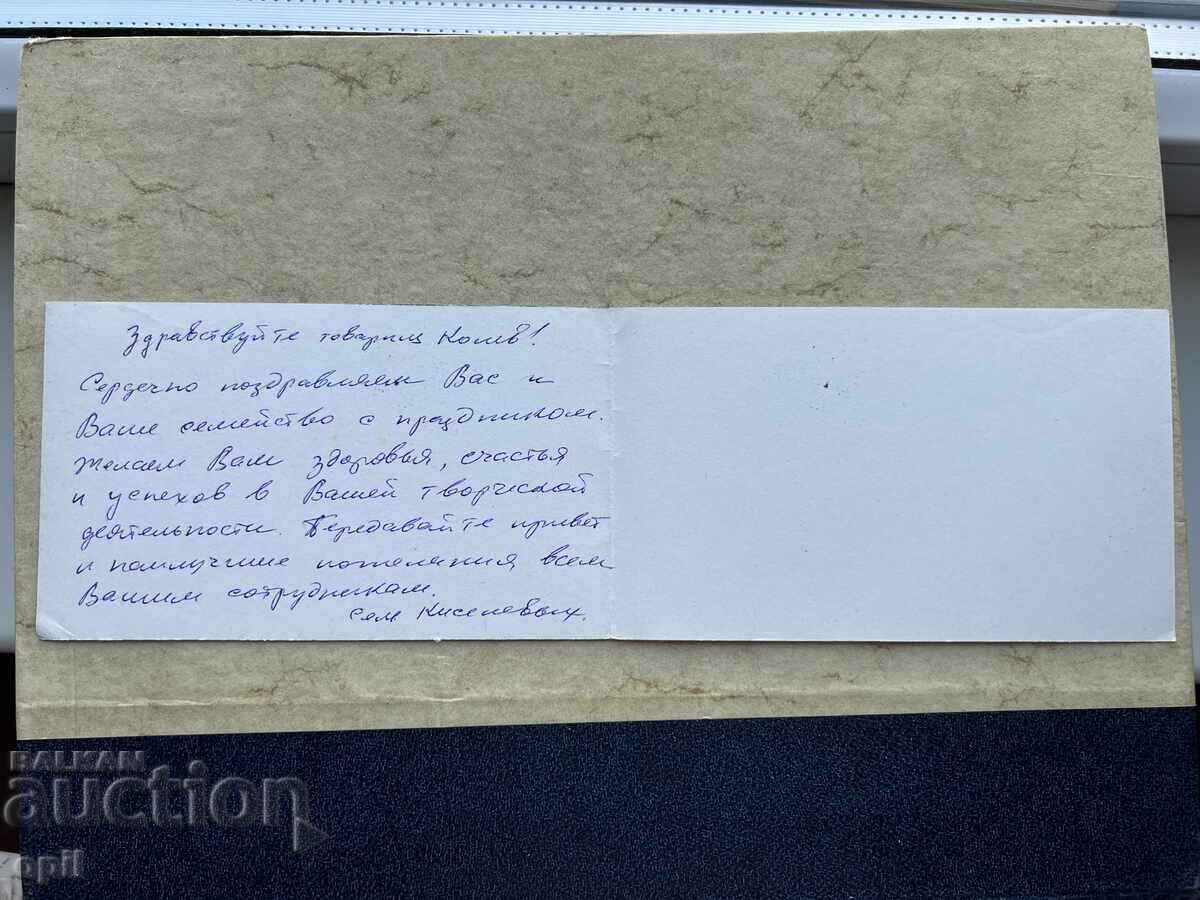 Здравствуйте товарищ Колев!
Сердечно поздравляем Вас и
Ваше семейство с праздником.
Желаем Вам здоровья, счастья
и успехов в Вашей творческой
деятельности. Передавайте привет
и наилучшие пожелания всем
Вашим сотрудникам.
Сем Киселевых.
BALKAN
auction
opil